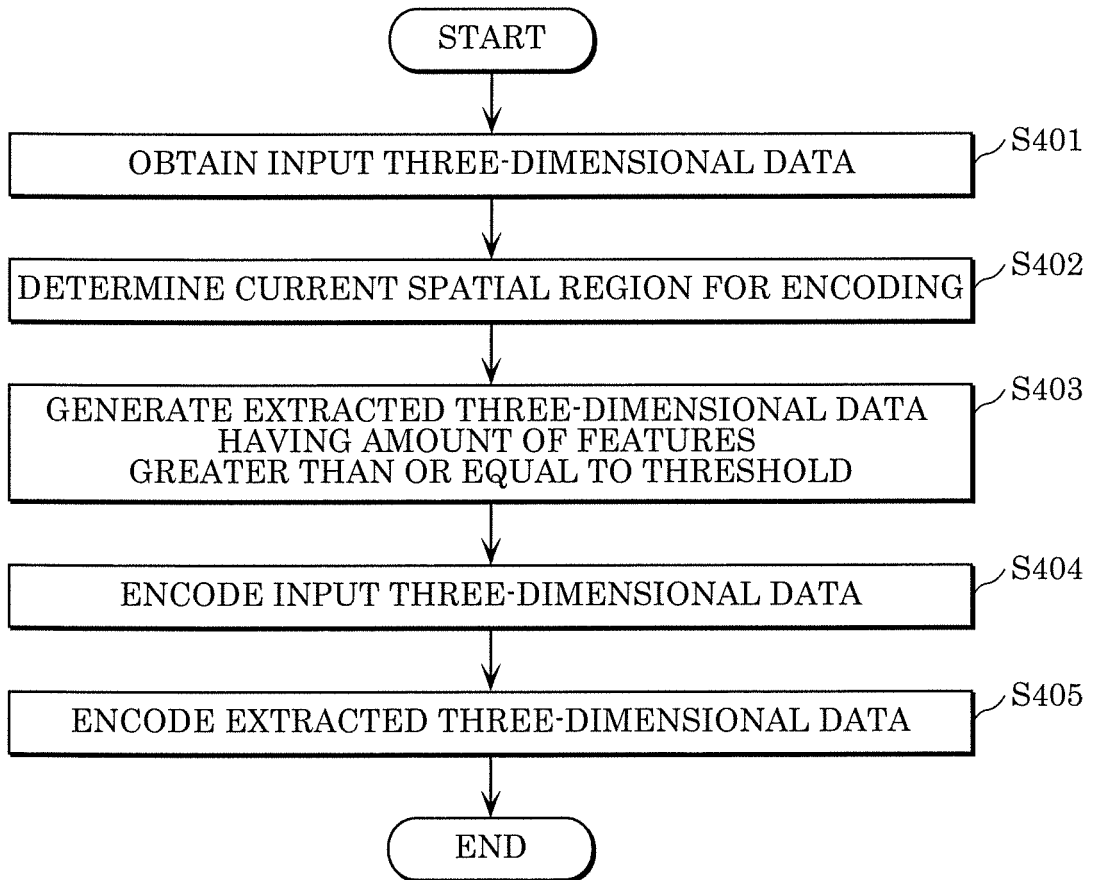 START
OBTAIN INPUT THREE-DIMENSIONAL DATA
S401
DETERMINE CURRENT SPATIAL REGION FOR ENCODING
S402
GENERATE EXTRACTED THREE-DIMENSIONAL DATA
HAVING AMOUNT OF FEATURES
GREATER THAN OR EQUAL TO THRESHOLD
S403
ENCODE INPUT THREE-DIMENSIONAL DATA
S404
ENCODE EXTRACTED THREE-DIMENSIONAL DATA
S405
END